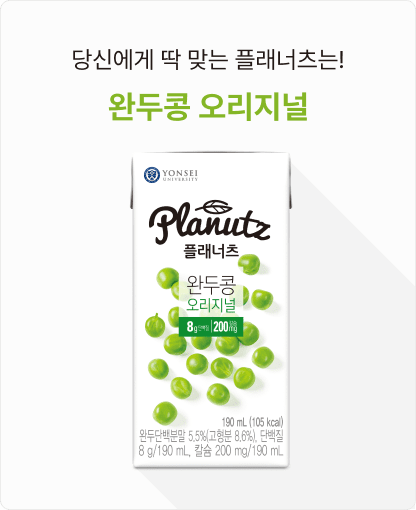 당신에게 딱 맞는 플래너츠는!
완두콩 오리지널
YONSEI
UNIVERSITY
Planutz
플래너츠
완두콩
오리지널
8g 단백질 200mg
190 mL (105 kcal)
완두단백분말 5.5%(고형분 8.6%), 단백질
8 g/190 mL, 칼슘 200 mg/190 mL